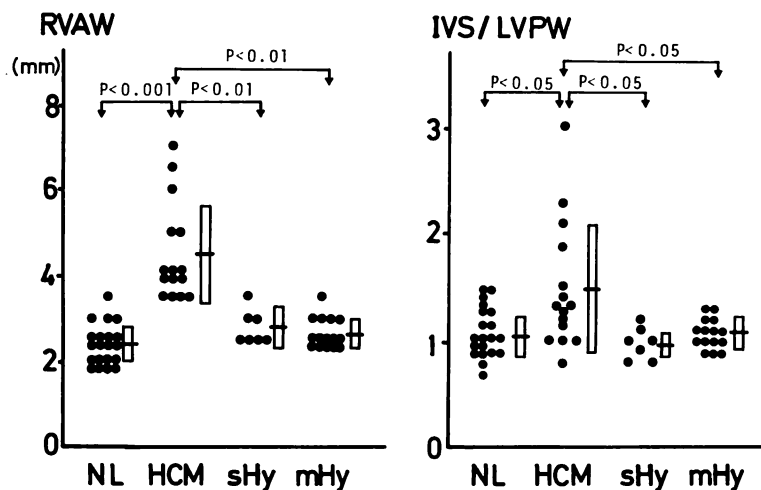 RVAW
(mm)
P<0.01
P<0.001
P<0.01
8
6
4
2
0
NL HCM sHy mHy
IVS/LVPW
P<0.05
P<0.05
P<0.05
3
2
1
0
NL HCM sHy mHy